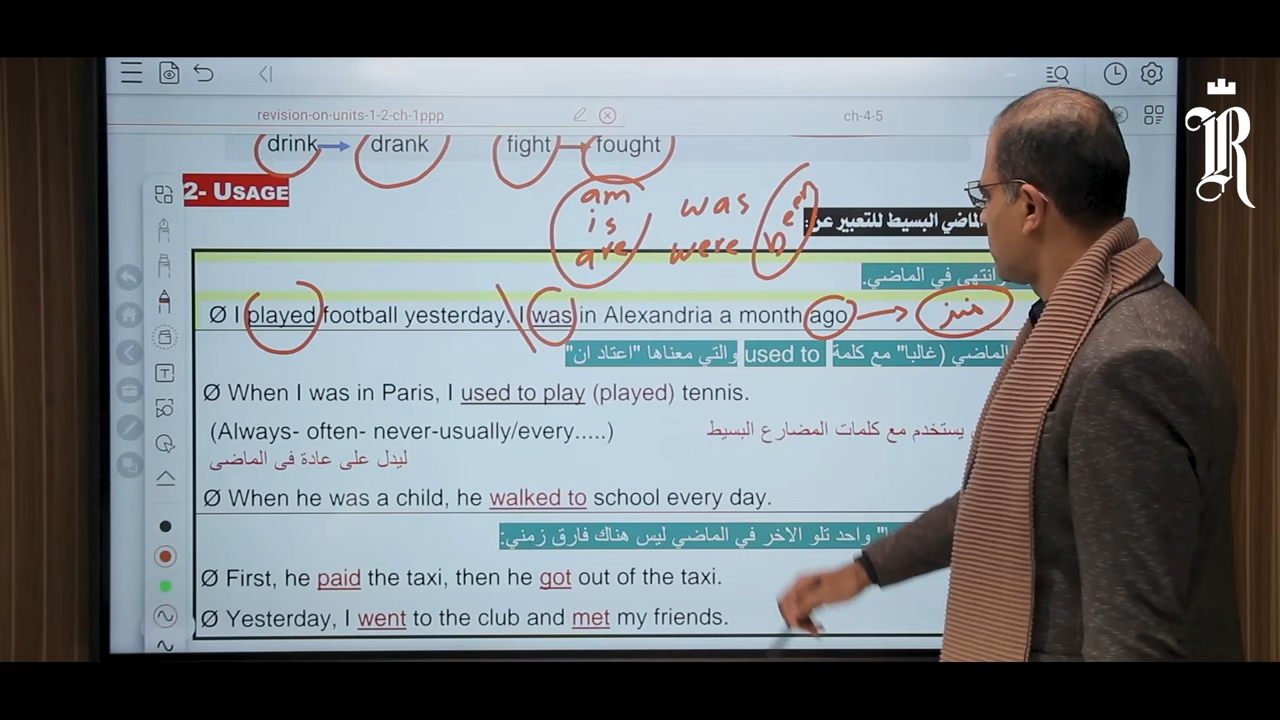 revision-on-units-1-2-ch-1ppp
ch-4-5
drink → drank fight → fought
2- USAGE
am was been
is
are were
الماضي البسيط للتعبير عن:
وانتهي في الماضي.
Ø I played football yesterday. \ I was in Alexandria a month ago → منذ
الماضي (غالبا" مع كلمة used to والتي معناها "اعتاد ان"
Ø When I was in Paris, I used to play (played) tennis.
(Always- often- never-usually/every.....) يستخدم مع كلمات المضارع البسيط
ليدل على عادة فى الماضى
Ø When he was a child, he walked to school every day.
واحد تلو الاخر في الماضي ليس هناك فارق زمني:
Ø First, he paid the taxi, then he got out of the taxi.
Ø Yesterday, I went to the club and met my friends.
R